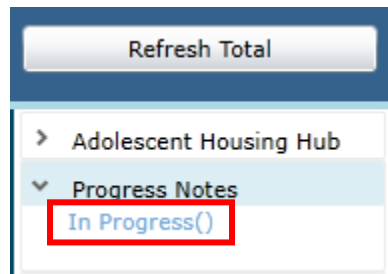 Refresh Total
Adolescent Housing Hub
Progress Notes
In Progress()